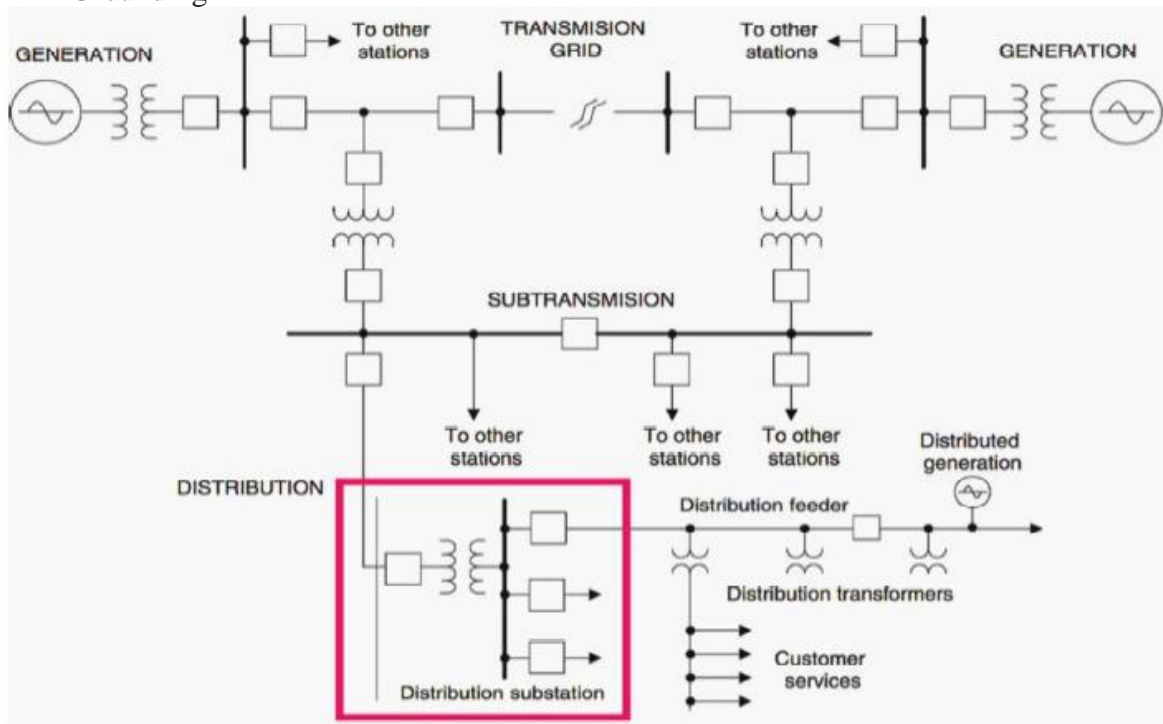 Grounding
To other
stations
TRANSMISION
GRID
To other
stations
GENERATION
GENERATION
SUBTRANSMISION
To other
stations
To other
stations
To other
stations
Distributed
generation
DISTRIBUTION
Distribution feeder
Distribution transformers
Customer
services
Distribution substation